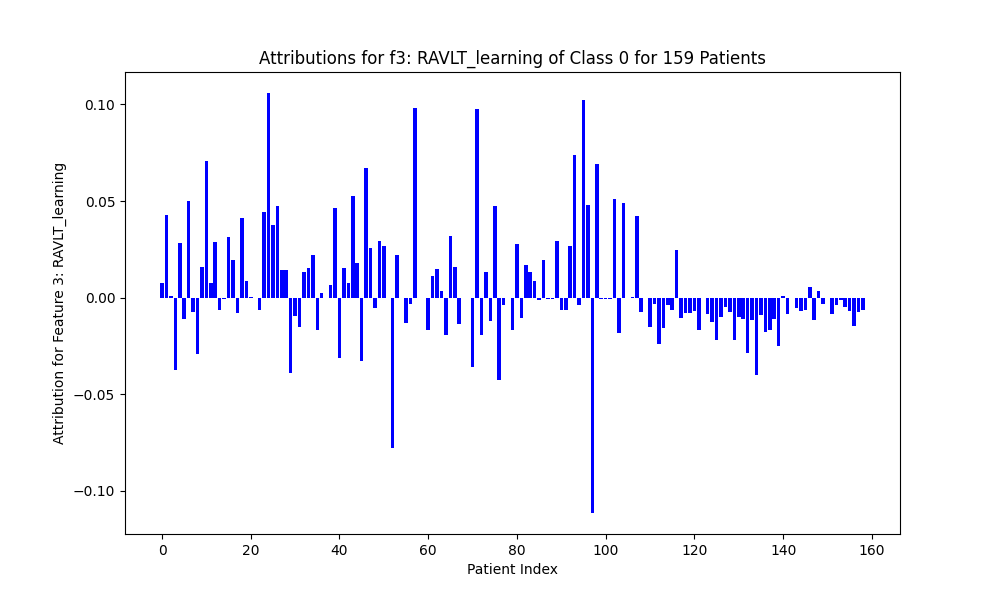 Attributions for f3: RAVLT_learning of Class 0 for 159 Patients
Attribution for Feature 3: RAVLT_learning
0.10
0.05
0.00
−0.05
−0.10
0 20 40 60 80 100 120 140 160
Patient Index